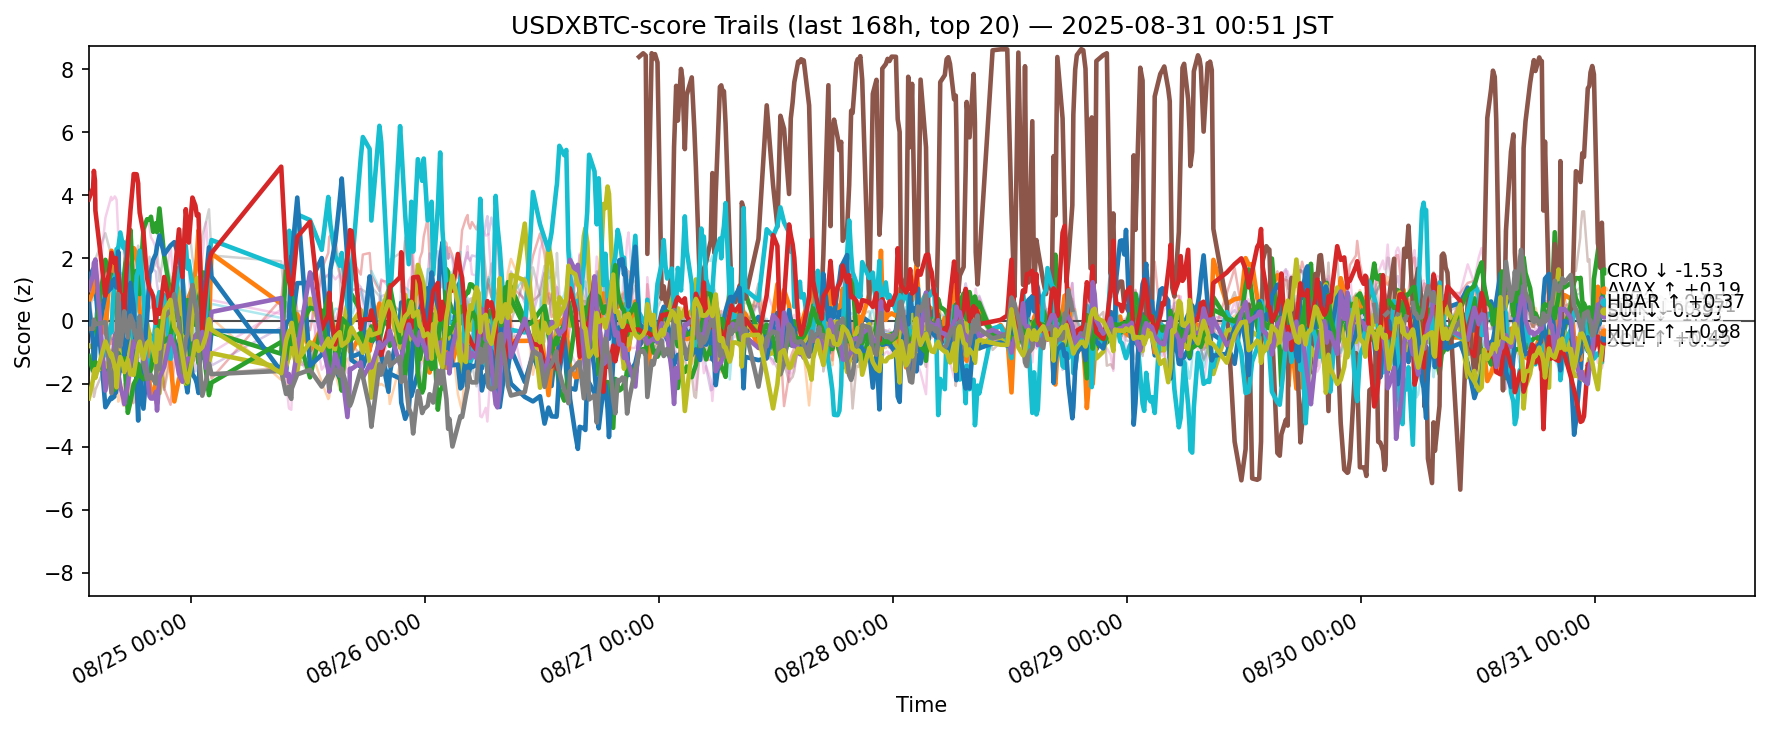 USDXBTC-score Trails (last 168h, top 20) — 2025-08-31 00:51 JST
Score (z)
8
6
4
2
0
−2
−4
−6
−8
CRO ↓ -1.53
AVAX ↑ +0.19
HBAR ↑ +0.37
HYPE ↑ +0.98
08/25 00:00
08/26 00:00
08/27 00:00
08/28 00:00
08/29 00:00
08/30 00:00
08/31 00:00
Time